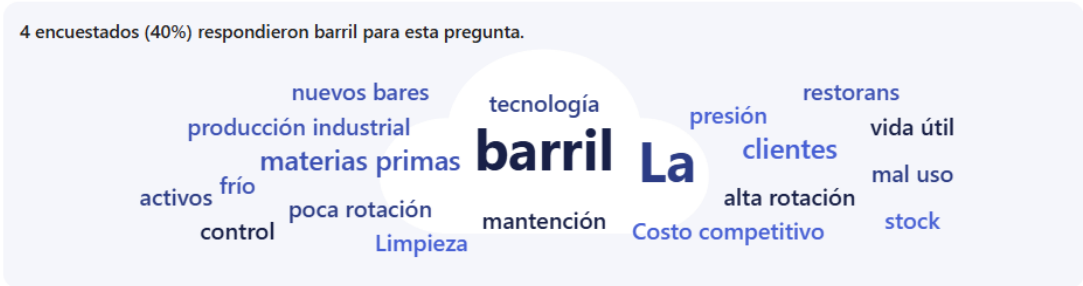 4 encuestados (40%) respondieron barril para esta pregunta.
nuevos bares
tecnología
restorans
presión
producción industrial
vida útil
barril
La
clientes
materias primas
mal uso
frío
activos
alta rotación
poca rotación
mantención
stock
control
Costo competitivo
Limpieza